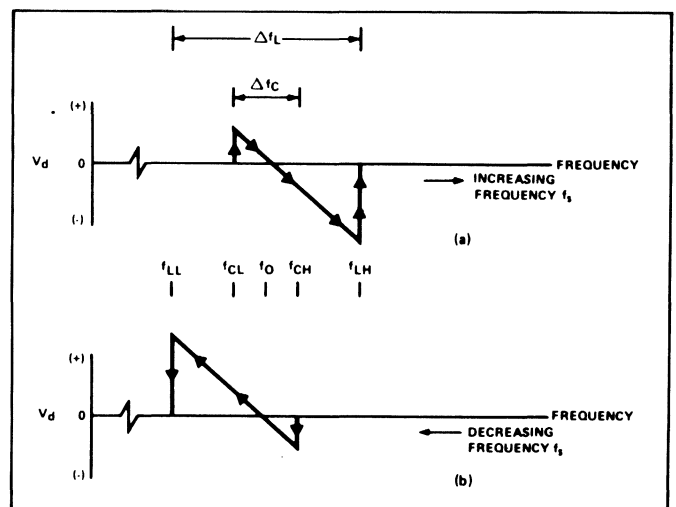 Δf_L
Δf_C
(+)
V_d 0 FREQUENCY
INCREASING
FREQUENCY f_s
(-)
(a)
f_LL f_CL f_O f_CH f_LH
(+)
V_d 0 FREQUENCY
DECREASING
FREQUENCY f_s
(-)
(b)